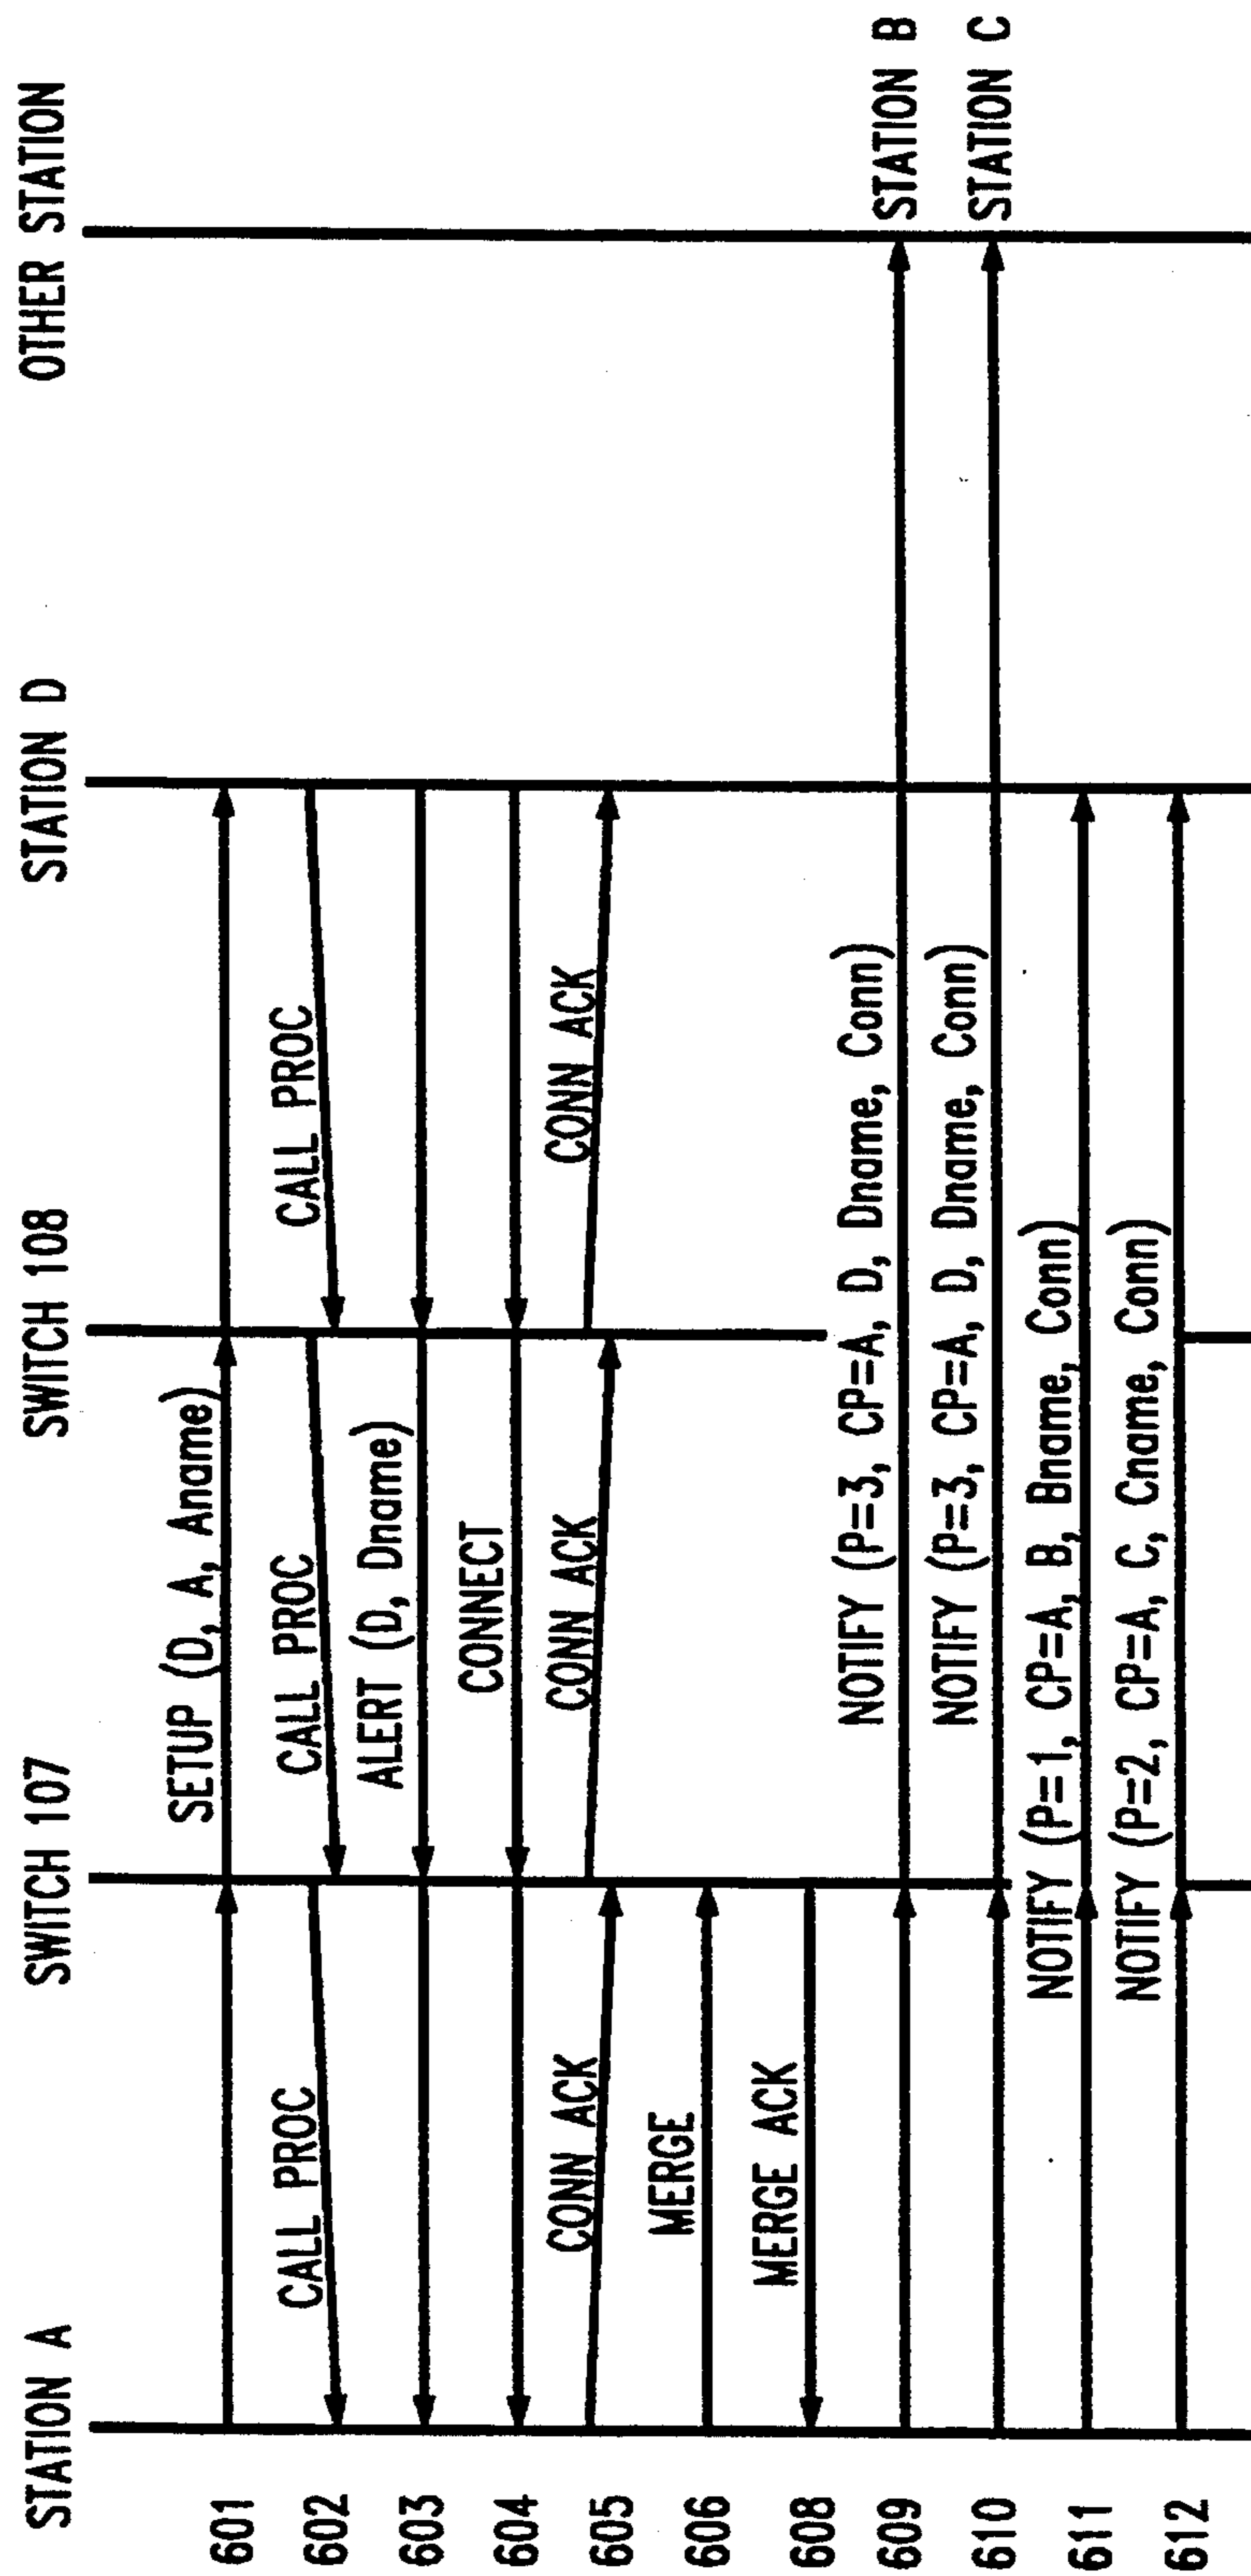 STATION A
SWITCH 107
SWITCH 108
STATION D
OTHER STATION
601
SETUP (D, A, Aname)
602
CALL PROC
CALL PROC
CALL PROC
603
ALERT (D, Dname)
604
CONNECT
605
CONN ACK
CONN ACK
CONN ACK
606
MERGE
608
MERGE ACK
609
NOTIFY (P=3, CP=A, D, Dname, Conn)
STATION B
610
NOTIFY (P=3, CP=A, D, Dname, Conn)
STATION C
611
NOTIFY (P=1, CP=A, B, Bname, Conn)
612
NOTIFY (P=2, CP=A, C, Cname, Conn)